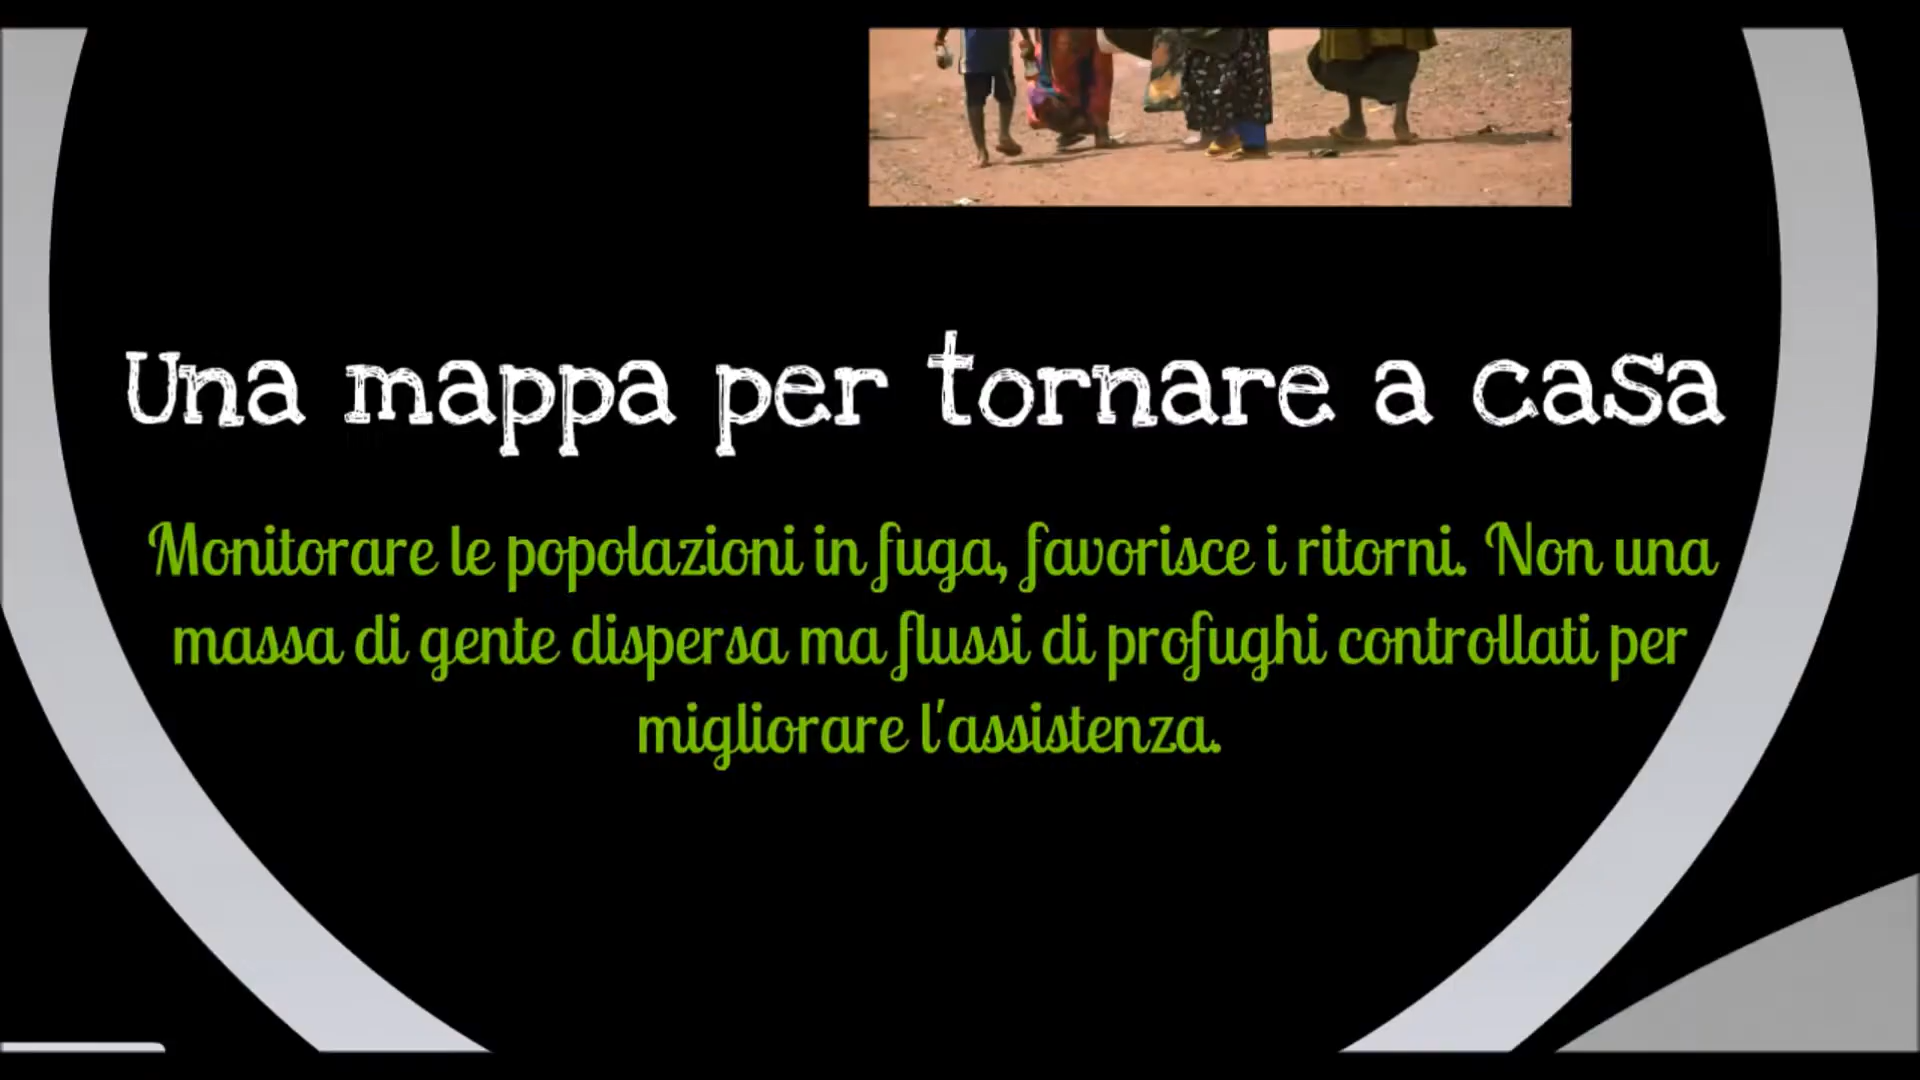 Una mappa per tornare a casa
Monitorare le popolazioni in fuga, favorisce i ritorni. Non una
massa di gente dispersa ma flussi di profughi controllati per
migliorare l'assistenza.